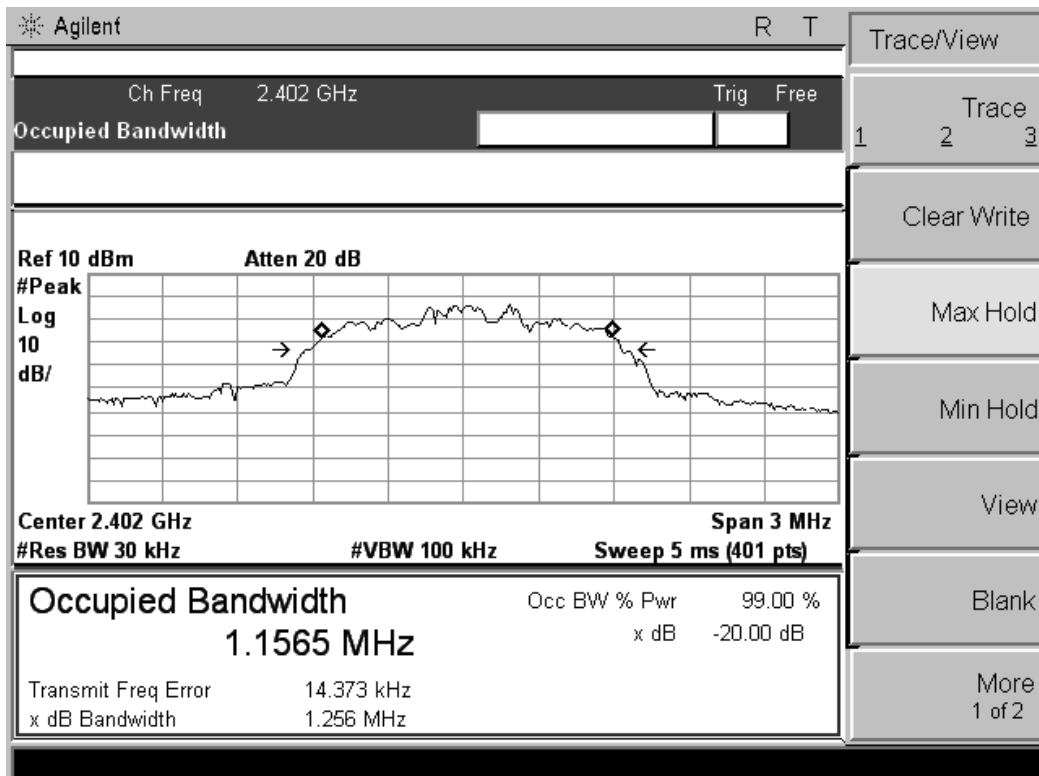 Agilent R T
Ch Freq 2.402 GHz Trig Free
Occupied Bandwidth
Ref 10 dBm Atten 20 dB
#Peak
Log
10
dB/
Center 2.402 GHz Span 3 MHz
#Res BW 30 kHz #VBW 100 kHz Sweep 5 ms (401 pts)
Occupied Bandwidth Occ BW % Pwr 99.00 %
1.1565 MHz x dB -20.00 dB
Transmit Freq Error 14.373 kHz
x dB Bandwidth 1.256 MHz
Trace/View
Trace
1 2 3
Clear Write
Max Hold
Min Hold
View
Blank
More
1 of 2